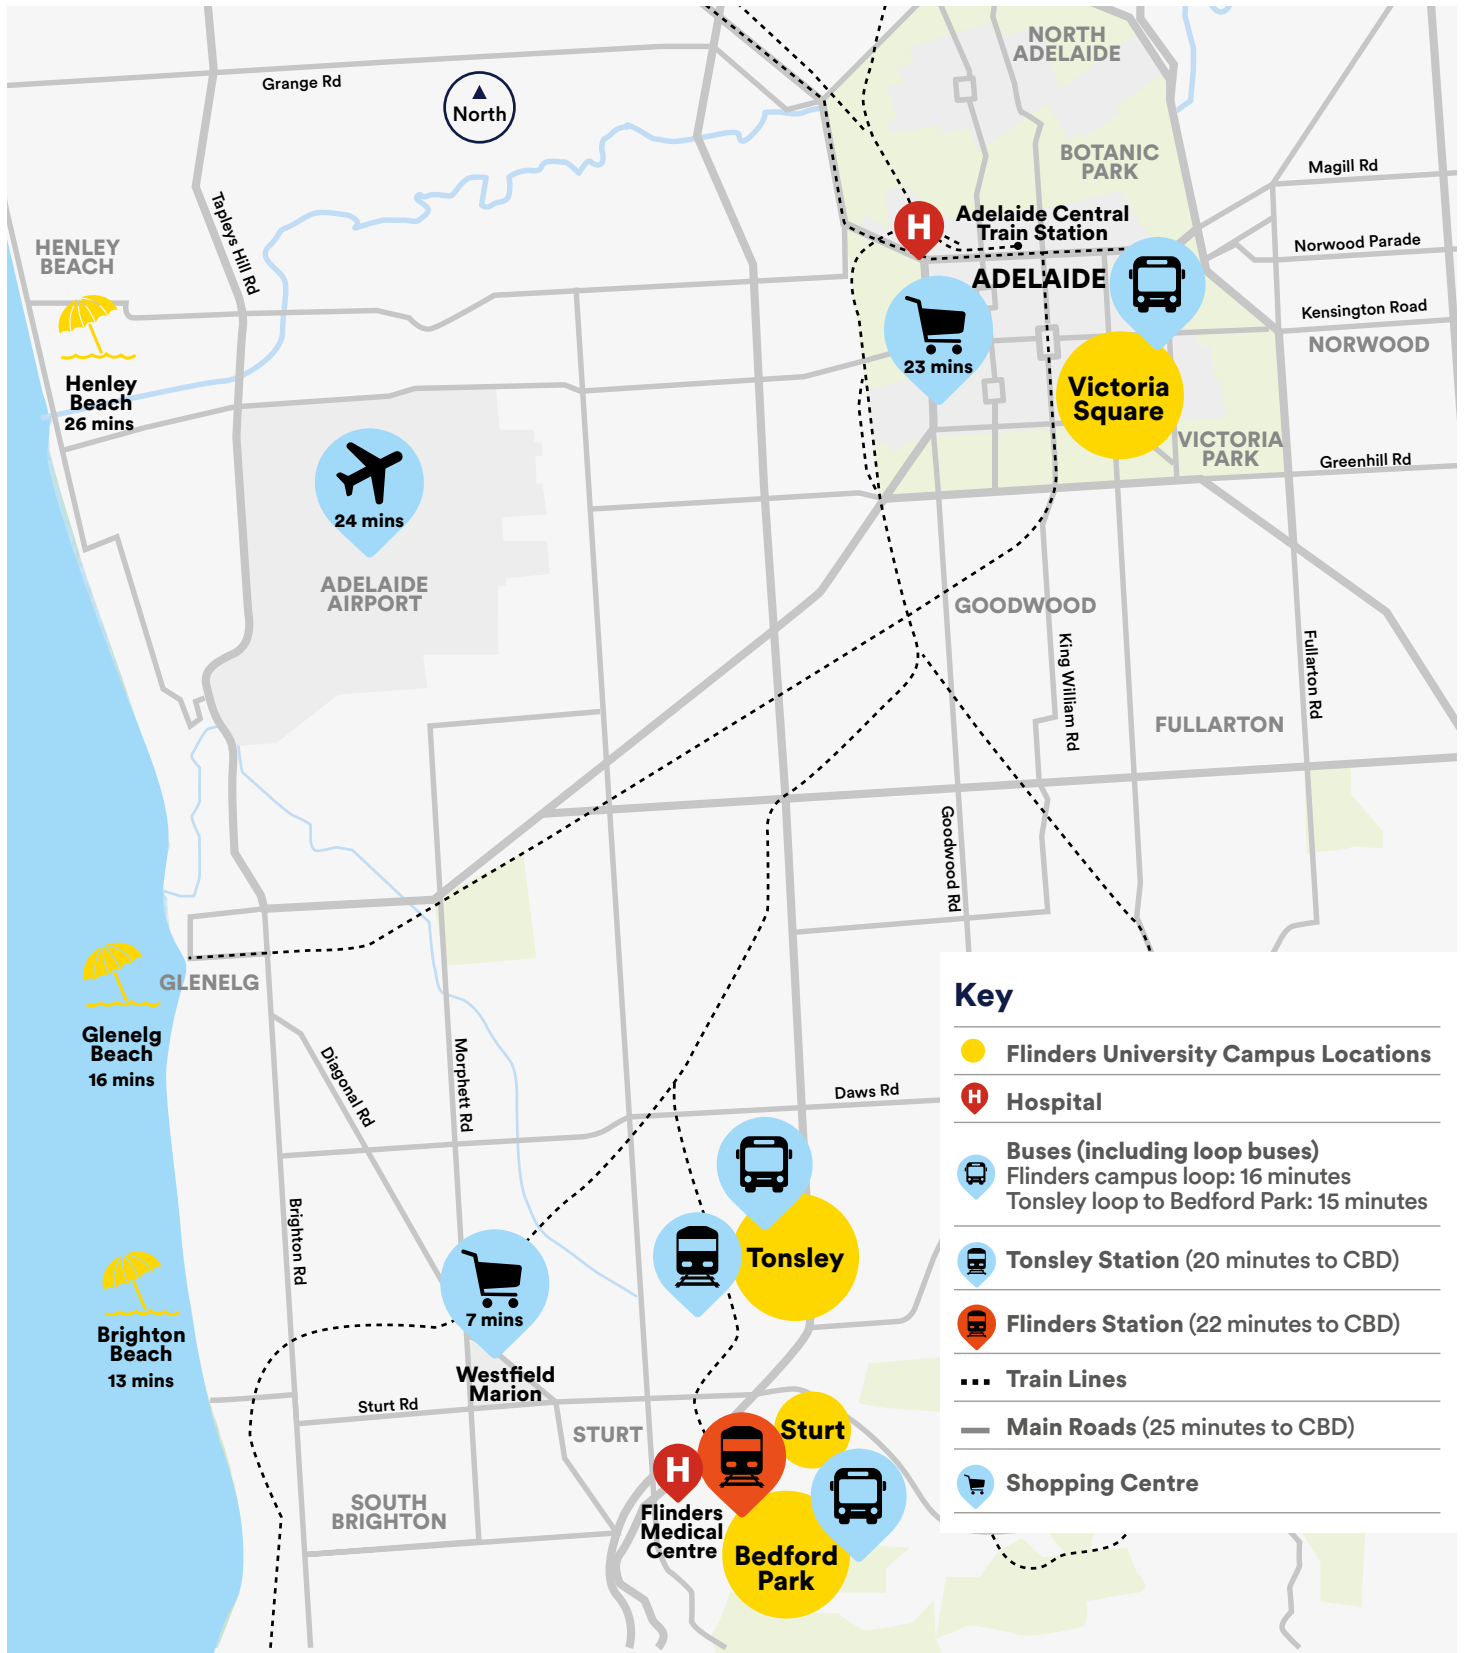 NORTH
ADELAIDE
Grange Rd
North
BOTANIC
PARK
Magill Rd
Tapleys Hill Rd
H
Adelaide Central
Train Station
HENLEY
BEACH
Norwood Parade
ADELAIDE
Kensington Road
NORWOOD
23 mins
Henley
Beach
26 mins
Victoria
Square
VICTORIA
PARK
Greenhill Rd
24 mins
ADELAIDE
AIRPORT
GOODWOOD
King William Rd
Fullarton Rd
FULLARTON
Goodwood Rd
GLENELG
Glenelg
Beach
16 mins
Diagonal Rd
Morphett Rd
Daws Rd
Brighton Rd
Tonsley
7 mins
Westfield
Marion
Brighton
Beach
13 mins
Sturt Rd
STURT
Sturt
H
Flinders
Medical
Centre
SOUTH
BRIGHTON
Bedford
Park
Key
Flinders University Campus Locations
H Hospital
Buses (including loop buses)
Flinders campus loop: 16 minutes
Tonsley loop to Bedford Park: 15 minutes
Tonsley Station (20 minutes to CBD)
Flinders Station (22 minutes to CBD)
Train Lines
Main Roads (25 minutes to CBD)
Shopping Centre